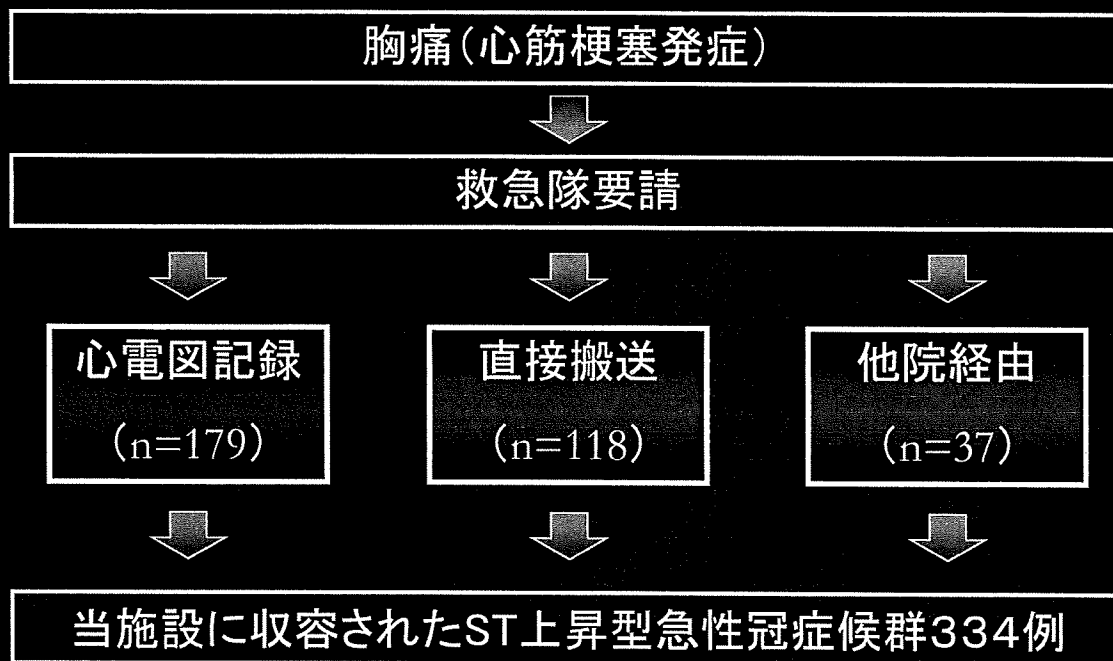 胸痛（心筋梗塞発症）
救急隊要請
心電図記録
（n=179）
直接搬送
（n=118）
他院経由
（n=37）
当施設に収容されたST上昇型急性冠症候群334例